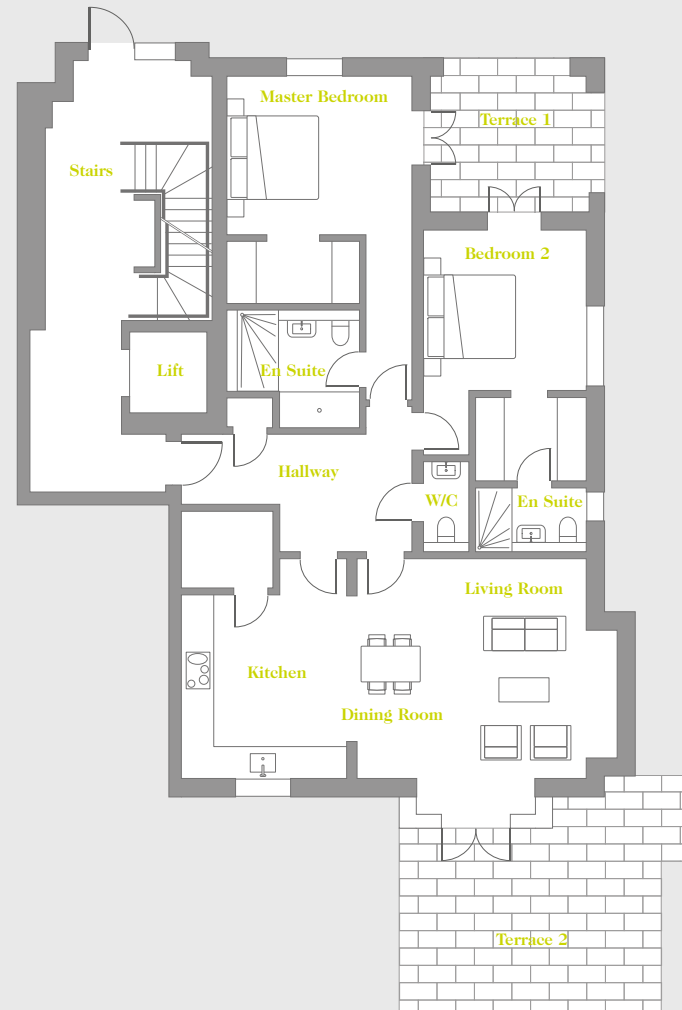 Master Bedroom
Terrace 1
Stairs
Bedroom 2
Lift
En Suite
Hallway
W/C
En Suite
Living Room
Kitchen
Dining Room
Terrace 2